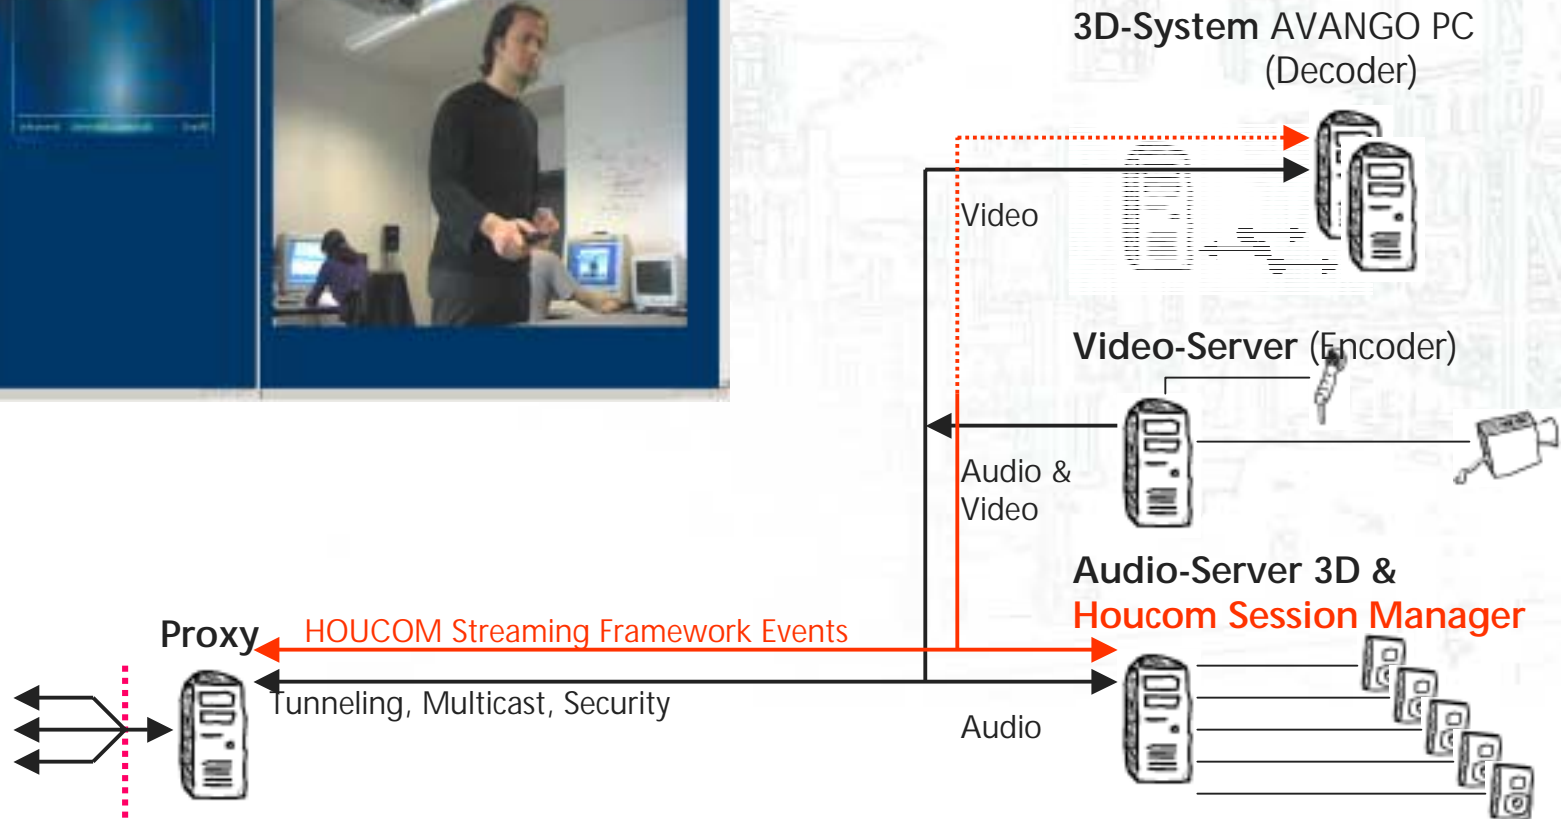 3D-System AVANGO PC
(Decoder)
Video
Video-Server (Encoder)
Audio &
Video
Audio-Server 3D &
Houcom Session Manager
Proxy
HOUCOM Streaming Framework Events
Tunneling, Multicast, Security
Audio